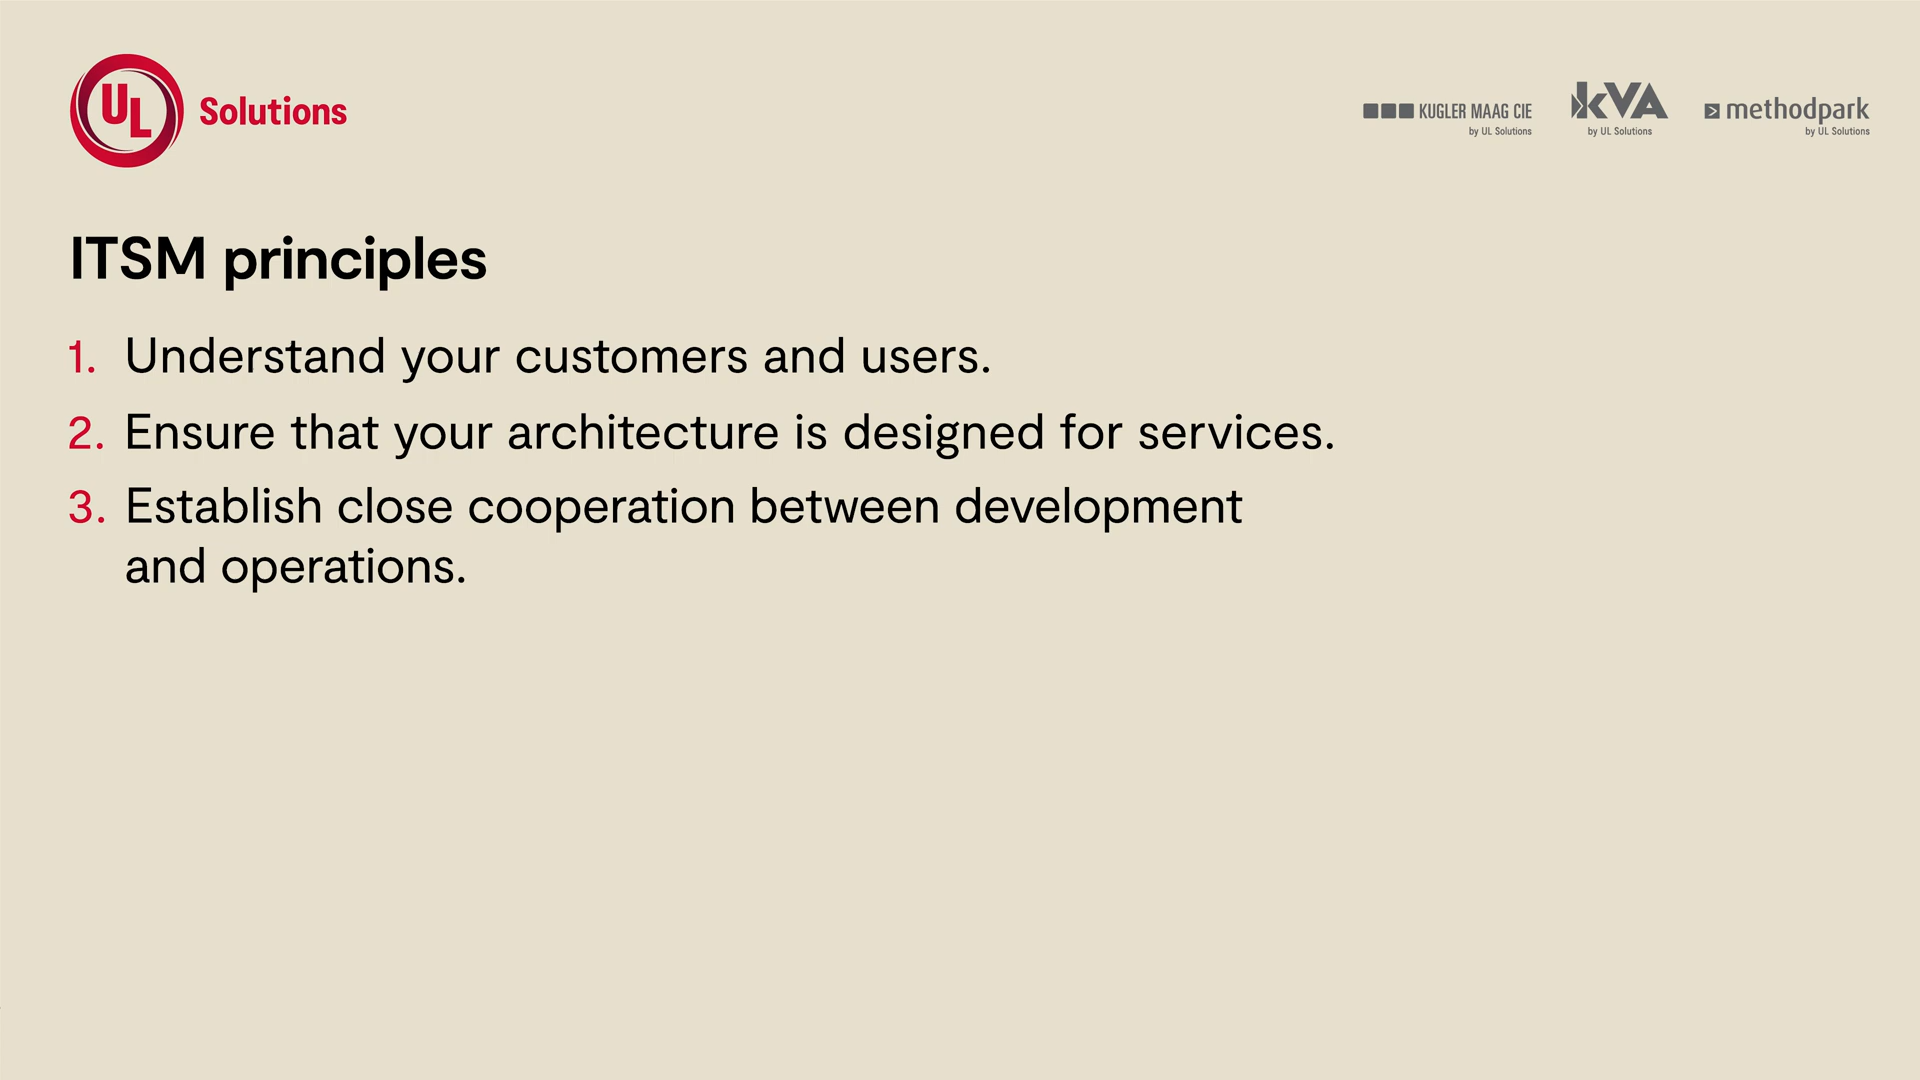 UL Solutions
KUGLER MAAG CIE
by UL Solutions
kVA
by UL Solutions
methodpark
by UL Solutions
ITSM principles
1. Understand your customers and users.
2. Ensure that your architecture is designed for services.
3. Establish close cooperation between development
and operations.